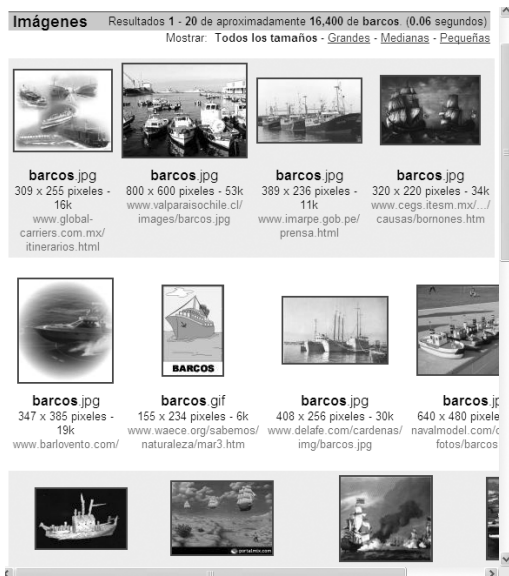 Imágenes Resultados 1 - 20 de aproximadamente 16,400 de barcos. (0.06 segundos)
Mostrar: Todos los tamaños - Grandes - Medianas - Pequeñas
barcos.jpg
309 x 255 pixeles -
16k
www.global-
carriers.com.mx/
itinerarios.html
barcos.jpg
800 x 600 pixeles - 53k
www.valparaisochile.cl/
images/barcos.jpg
barcos.jpg
389 x 236 pixeles -
11k
www.imarpe.gob.pe/
prensa.html
barcos.jpg
320 x 220 pixeles - 34k
www.cegs.itesm.mx/.../
causas/bornones.htm
BARCOS
barcos.jpg
347 x 385 pixeles -
19k
www.barlovento.com/
barcos.gif
155 x 234 pixeles - 6k
www.waece.org/sabemos/
naturaleza/mar3.htm
barcos.jpg
408 x 256 pixeles - 30k
www.delafe.com/cardenas/
img/barcos.jpg
barcos.jp
640 x 480 pixele
navalmodel.com/c
fotos/barcos
portalmix.com